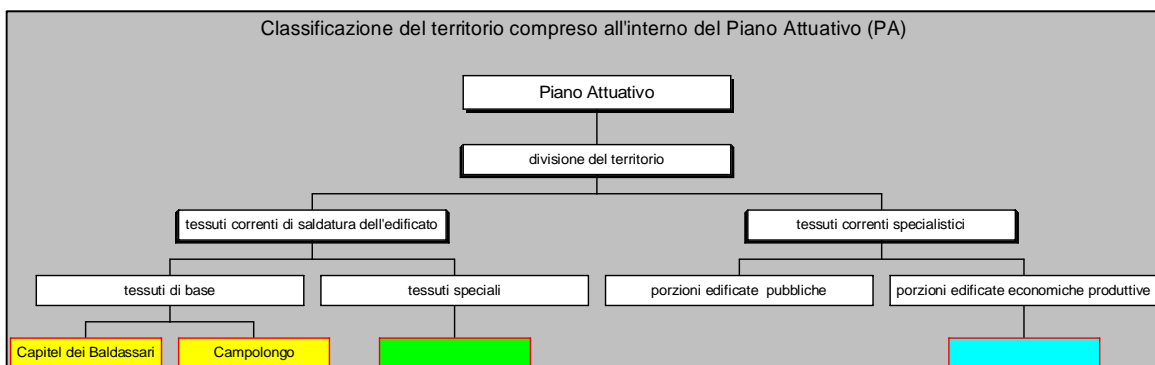 Classificazione del territorio compreso all'interno del Piano Attuativo (PA)
Piano Attuativo
divisione del territorio
tessuti correnti di saldatura dell'edificato
tessuti correnti specialistici
tessuti di base
tessuti speciali
porzioni edificate pubbliche
porzioni edificate economiche produttive
Capitel dei Baldassari
Campolongo